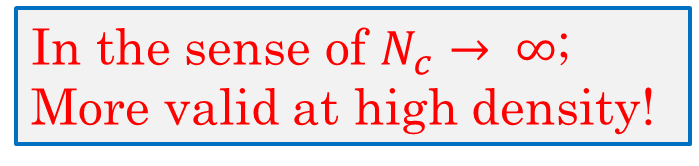 In the sense of N_c → ∞;
More valid at high density!